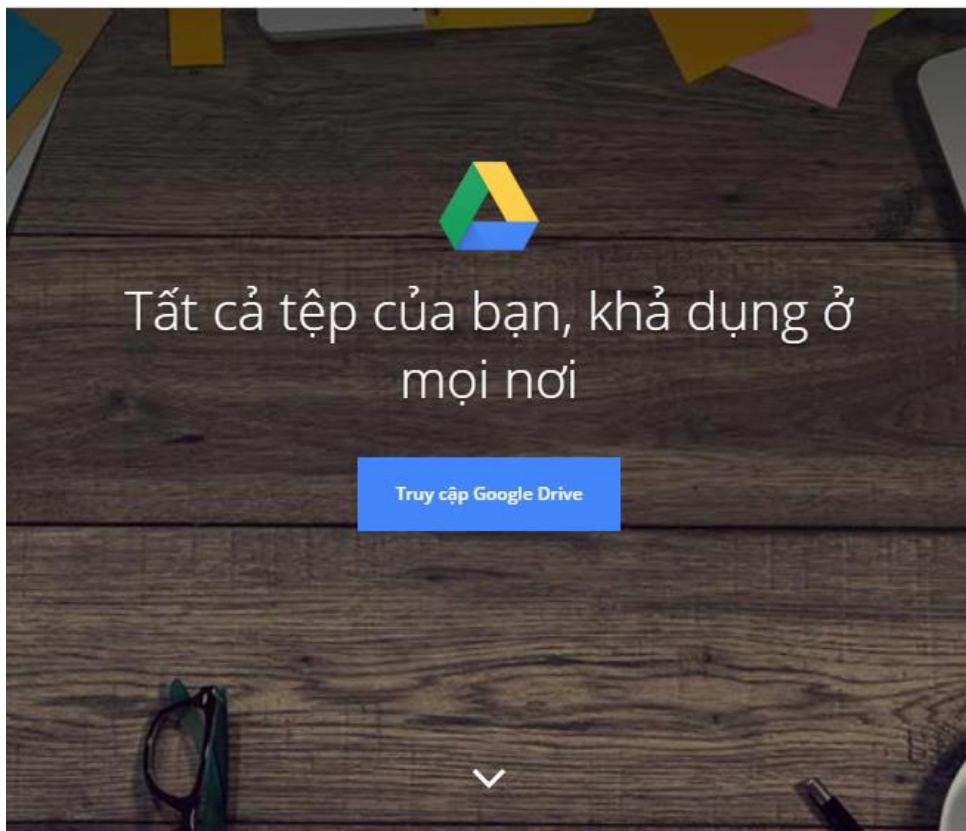 Tất cả tệp của bạn, khả dụng ở
mọi nơi
Truy cập Google Drive